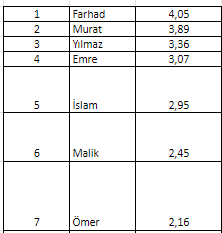 1 Farhad 4,05
2 Murat 3,89
3 Yılmaz 3,36
4 Emre 3,07
5 İslam 2,95
6 Malik 2,45
7 Ömer 2,16